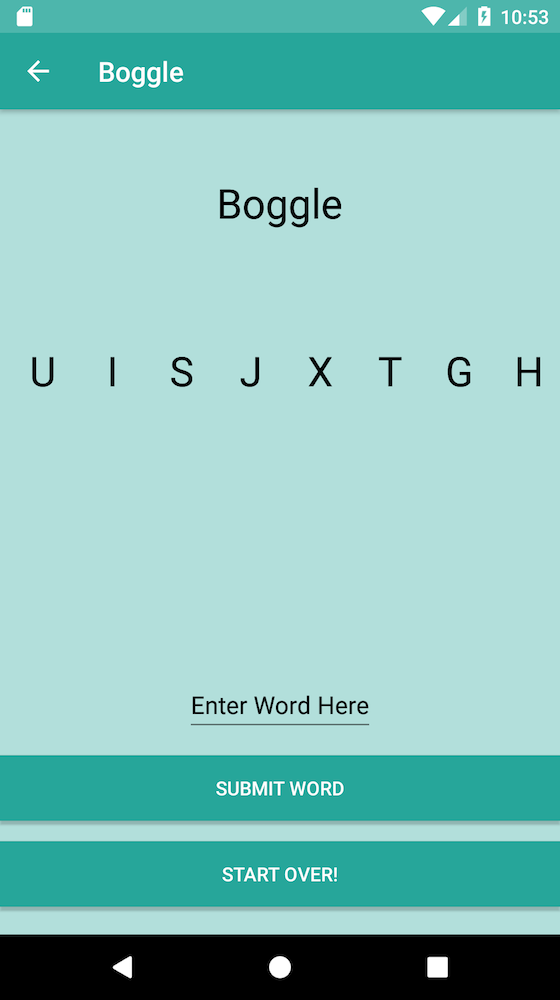 10:53
Boggle
Boggle
U I S J X T G H
Enter Word Here
SUBMIT WORD
START OVER!